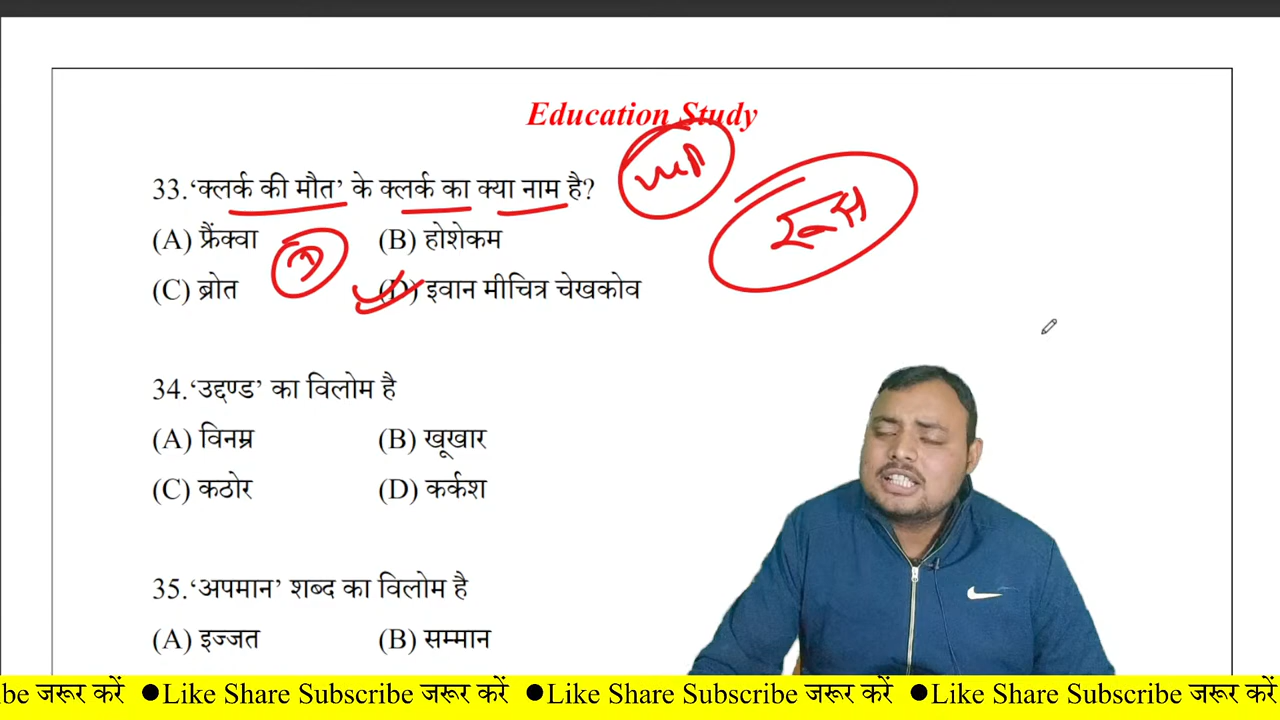 Education Study
33.‘क्लर्क की मौत’ के क्लर्क का क्या नाम है?
रूस
(A) फ्रैंक्वा (B) होशेकम
(C) ब्रोत (D) इवान मीचित्र चेखकोव
34.‘उद्दण्ड’ का विलोम है
(A) विनम्र (B) खूखार
(C) कठोर (D) कर्कश
35.‘अपमान’ शब्द का विलोम है
(A) इज्जत (B) सम्मान
be जरूर करें ●Like Share Subscribe जरूर करें ●Like Share Subscribe जरूर करें ●Like Share Subscribe जरूर करें